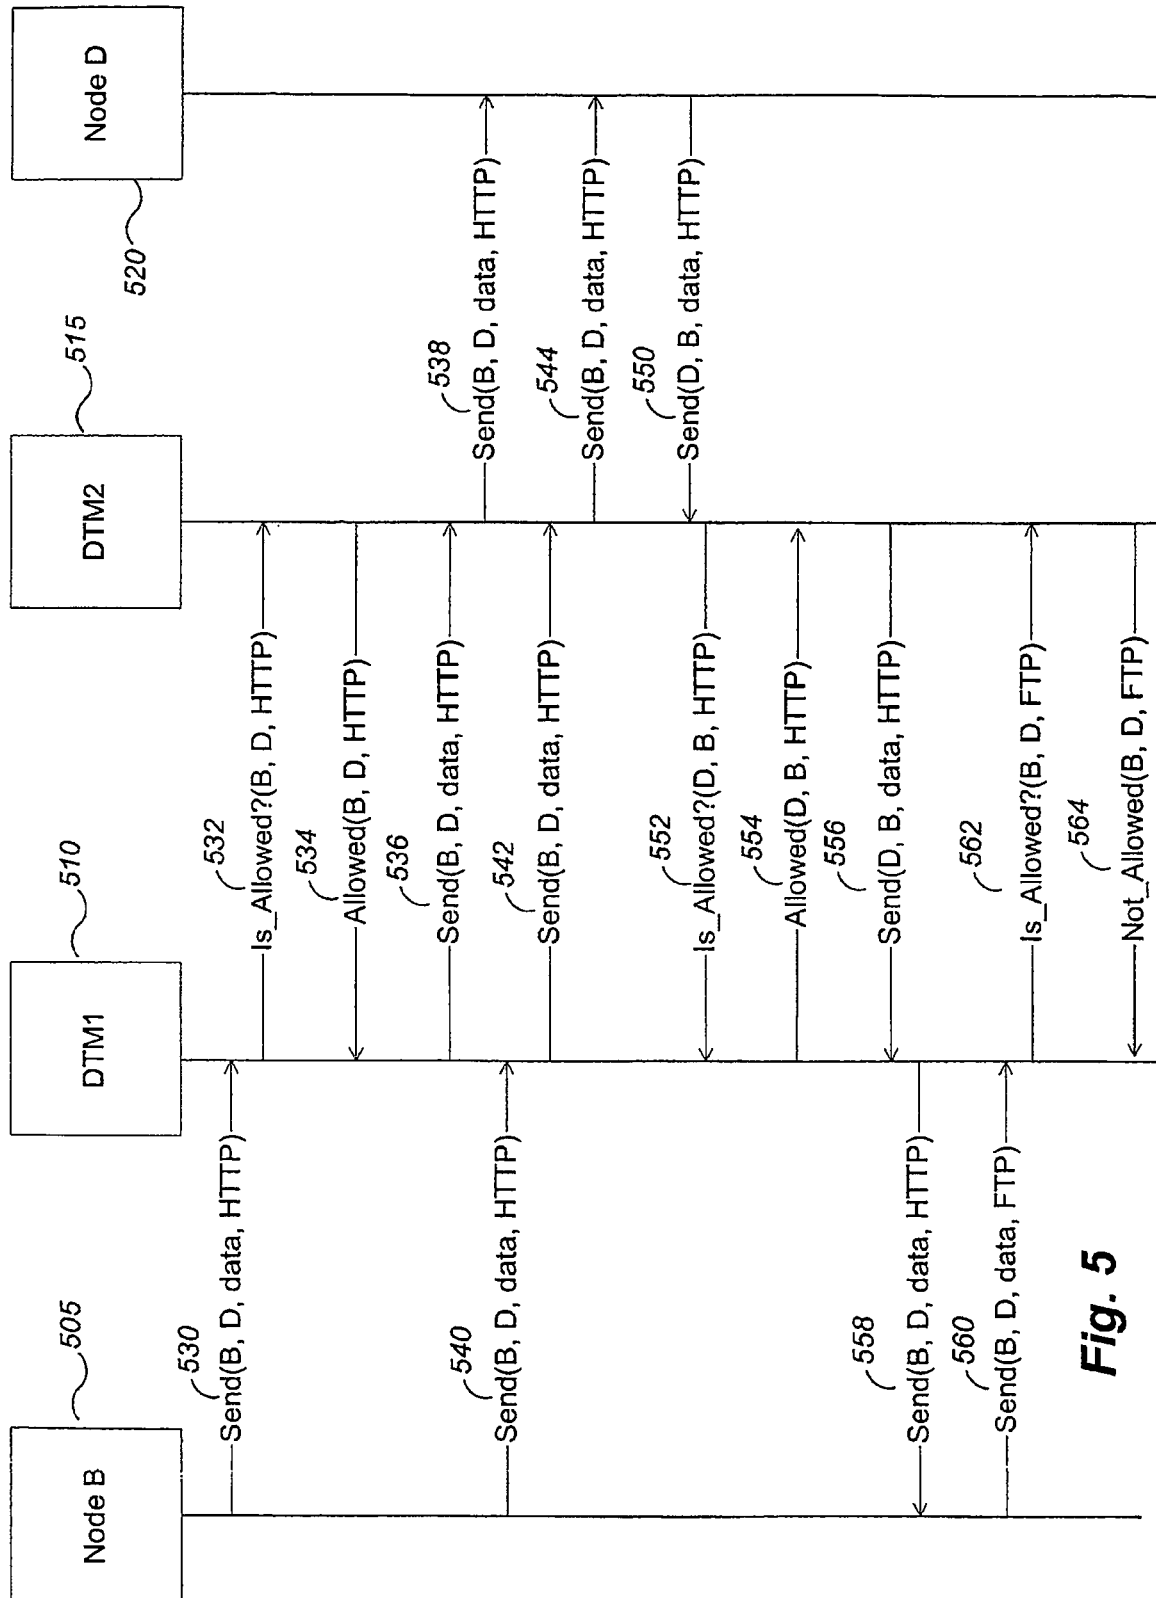 Node B
505
DTM1
510
DTM2
515
Node D
520
530
Send(B, D, data, HTTP)
532
Is_Allowed?(B, D, HTTP)
534
Allowed(B, D, HTTP)
536
Send(B, D, data, HTTP)
538
Send(B, D, data, HTTP)
540
Send(B, D, data, HTTP)
542
Send(B, D, data, HTTP)
544
Send(B, D, data, HTTP)
550
Send(D, B, data, HTTP)
552
Is_Allowed?(D, B, HTTP)
554
Allowed(D, B, HTTP)
556
Send(D, B, data, HTTP)
558
Send(B, D, data, HTTP)
560
Send(B, D, data, FTP)
562
Is_Allowed?(B, D, FTP)
564
Not_Allowed(B, D, FTP)
Fig. 5